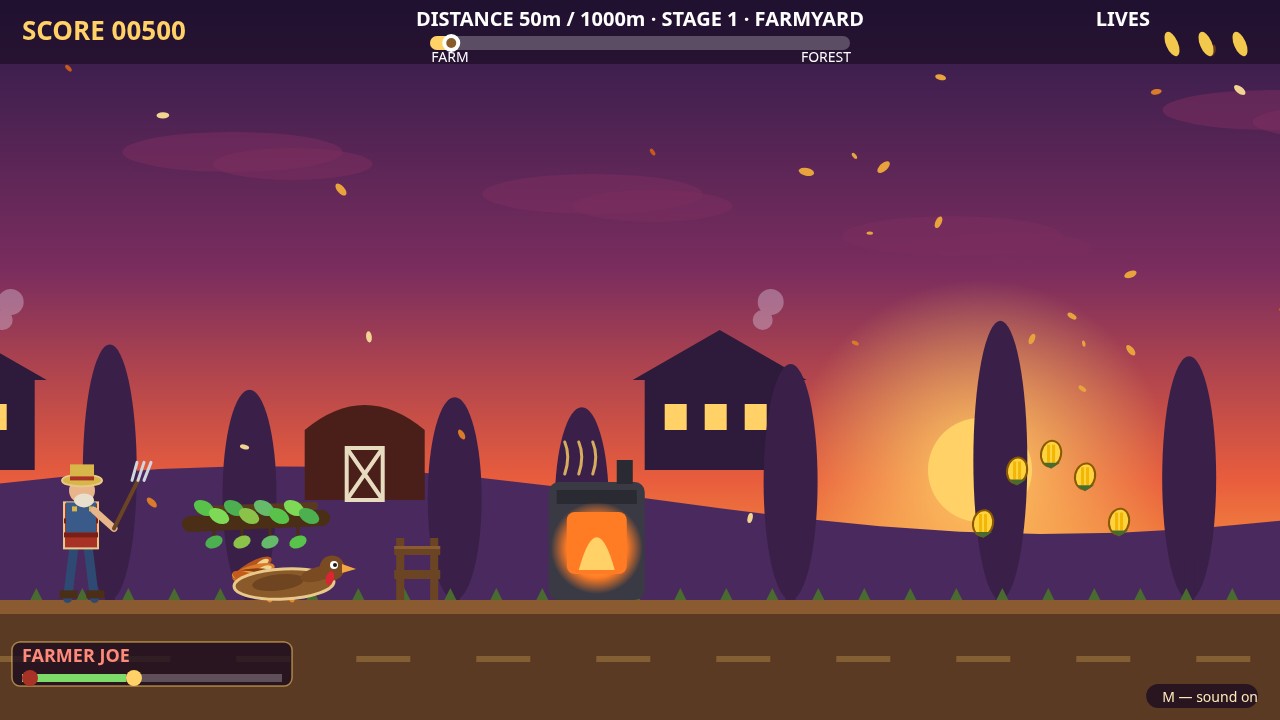 SCORE 00500
DISTANCE 50m / 1000m · STAGE 1 · FARMYARD
LIVES
FARM
FOREST
FARMER JOE
M — sound on